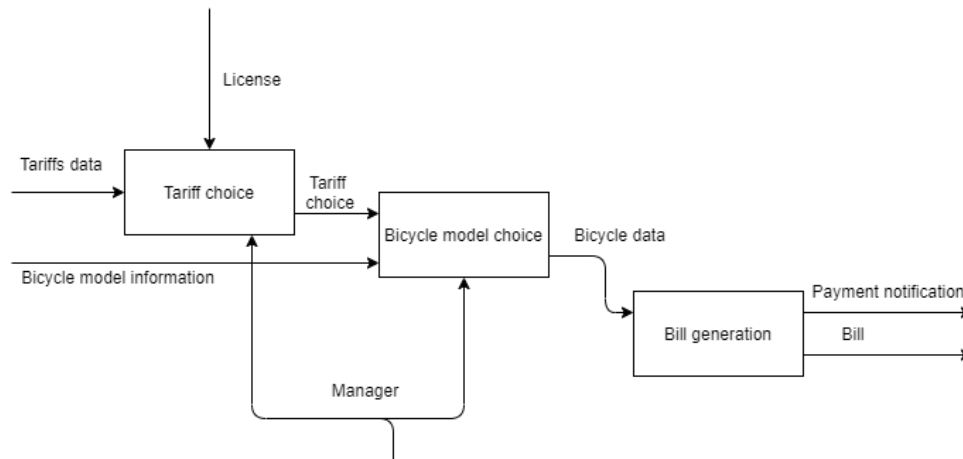 License
Tariffs data
Tariff choice
Tariff
choice
Bicycle model choice
Bicycle data
Bicycle model information
Payment notification
Bill generation
Bill
Manager